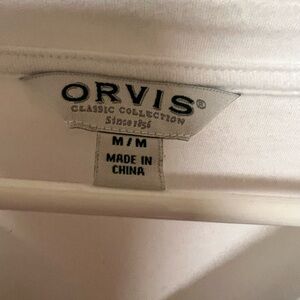 ORVIS®
CLASSIC COLLECTION
Since 1856
M/M
MADE IN
CHINA